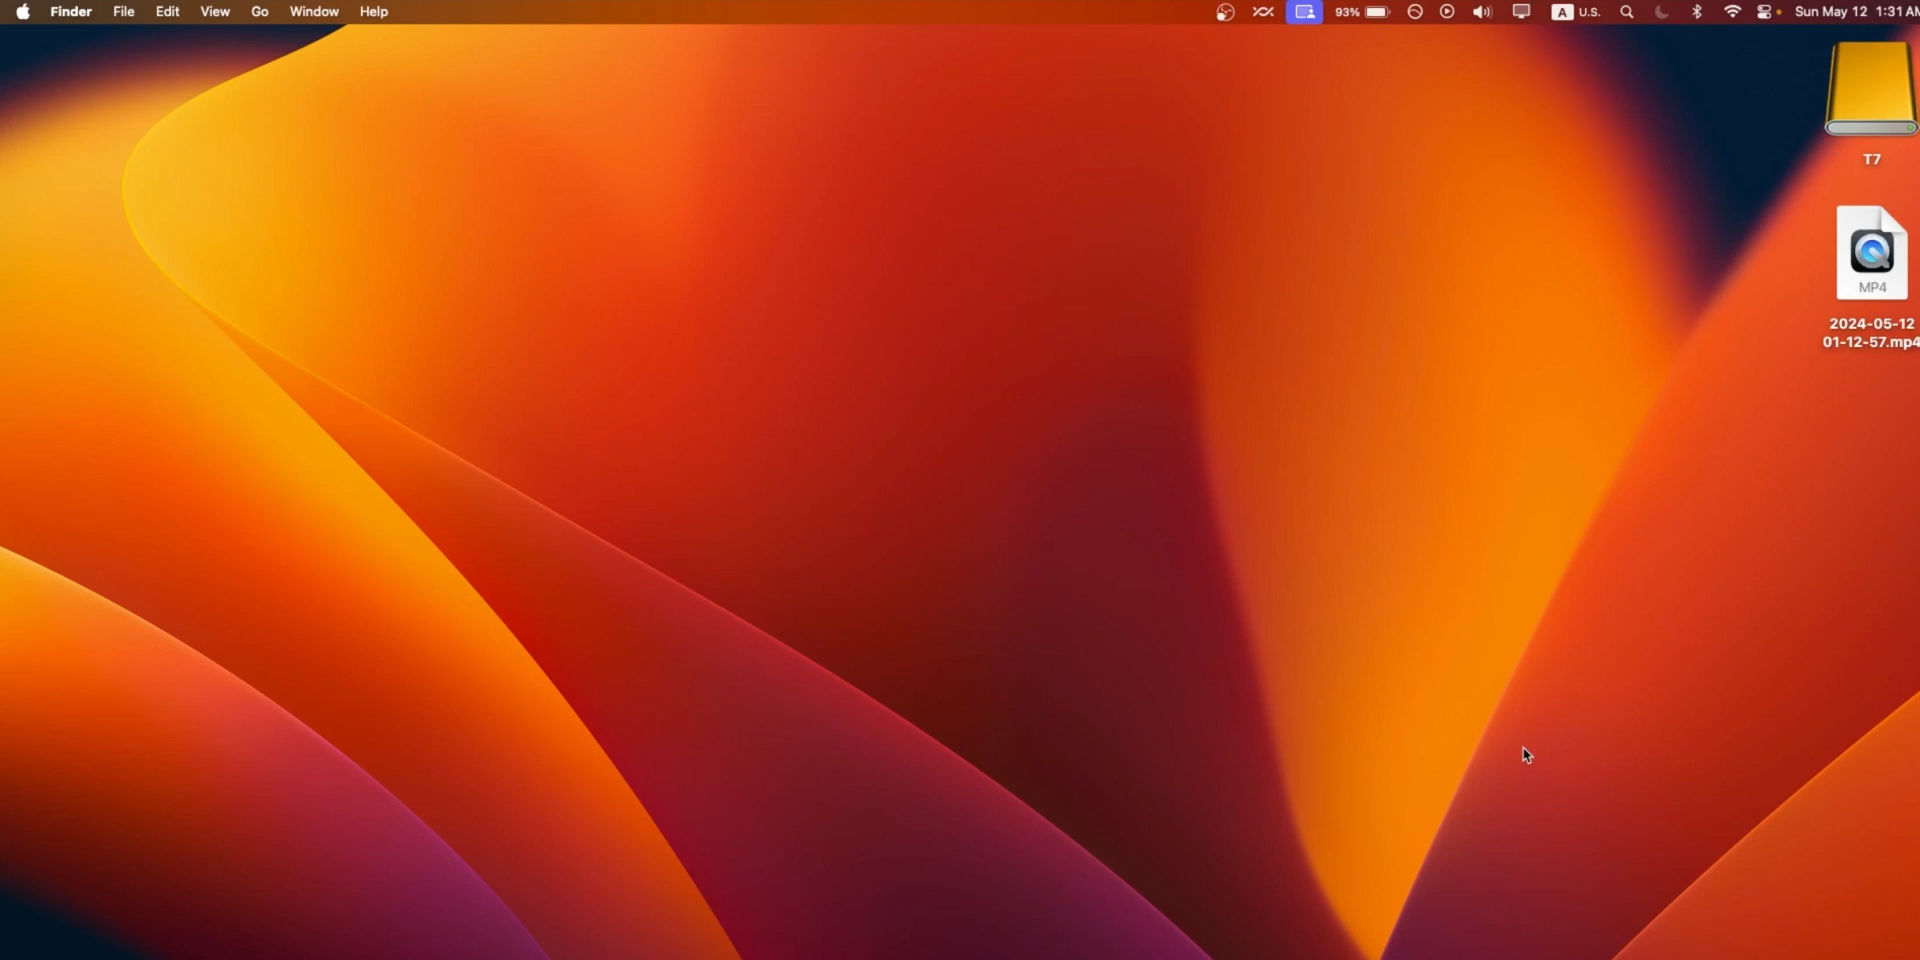 Finder File Edit View Go Window Help 93% A U.S. Sun May 12 1:31 AM
T7
MP4
2024-05-12
01-12-57.mp4